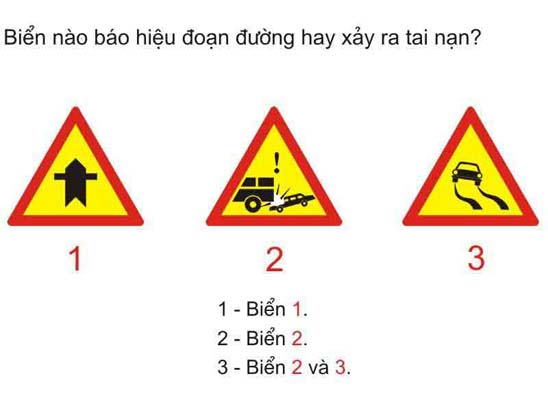 Biển nào báo hiệu đoạn đường hay xảy ra tai nạn?
!
1 2 3
1 - Biển 1.
2 - Biển 2.
3 - Biển 2 và 3.